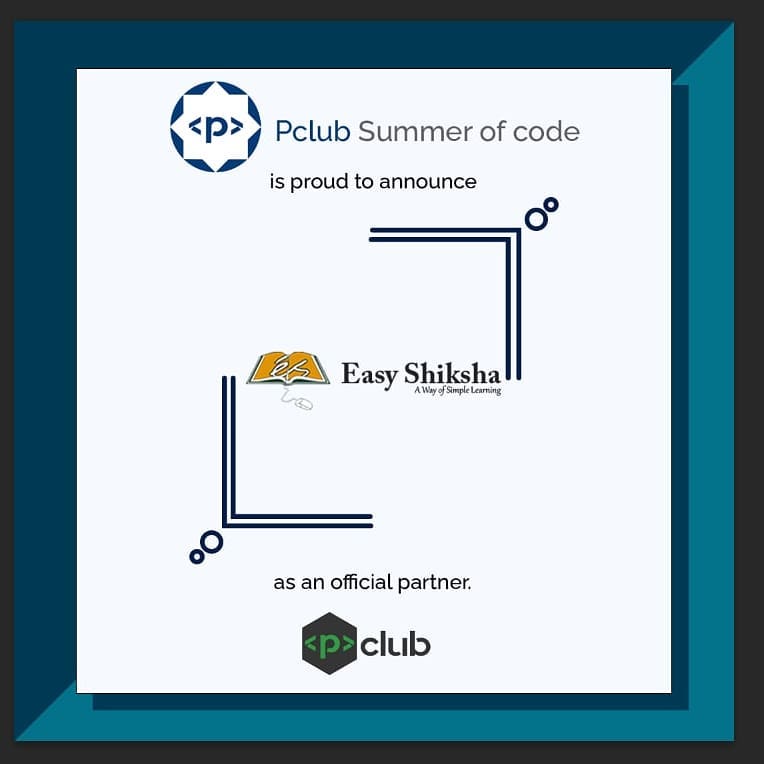 <p> Pclub Summer of code
is proud to announce
es Easy Shiksha
A Way of Simple Learning
as an official partner.
<p> club